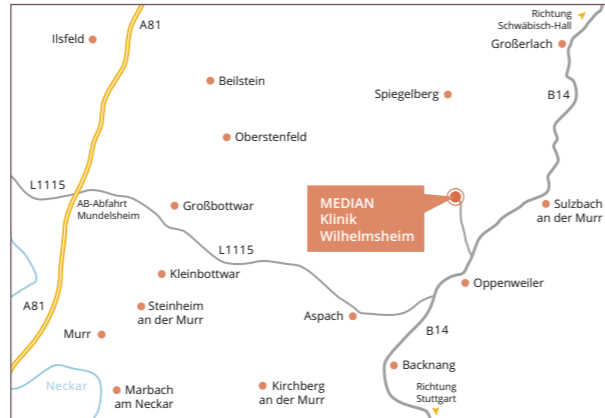 A81
Richtung
Schwäbisch-Hall
Ilsfeld
Großerlach
Beilstein
Spiegelberg
B14
Oberstenfeld
L1115
AB-Abfahrt
Mundelsheim
Großbottwar
MEDIAN
Klinik
Wilhelmsheim
Sulzbach
an der Murr
L1115
Kleinbottwar
Oppenweiler
A81
Steinheim
an der Murr
Aspach
Murr
B14
Backnang
Neckar
Marbach
am Neckar
Kirchberg
an der Murr
Richtung
Stuttgart